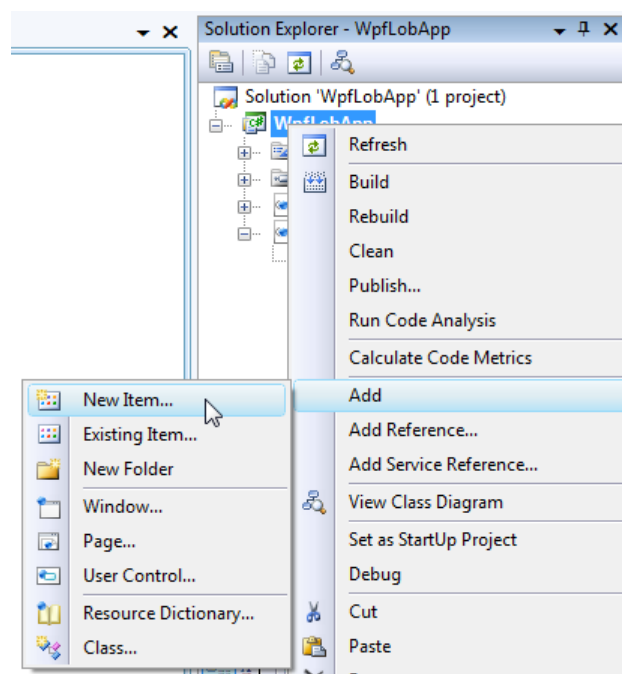 Solution Explorer - WpfLobApp
Solution 'WpfLobApp' (1 project)
WpfLobApp
Refresh
Build
Rebuild
Clean
Publish...
Run Code Analysis
Calculate Code Metrics
Add
Add Reference...
Add Service Reference...
View Class Diagram
Set as StartUp Project
Debug
Cut
Paste
New Item...
Existing Item...
New Folder
Window...
Page...
User Control...
Resource Dictionary...
Class...